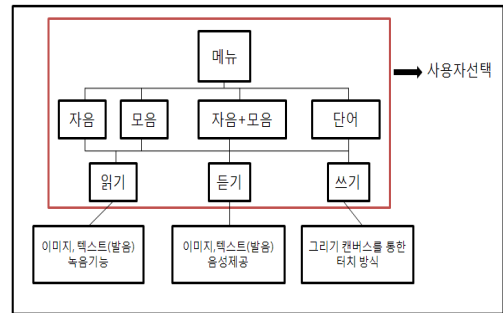 메뉴
사용자선택
자음
모음
자음+모음
단어
읽기
듣기
쓰기
이미지,텍스트(발음)
녹음기능
이미지,텍스트(발음)
음성제공
그리기 캔버스를 통한
터치 방식